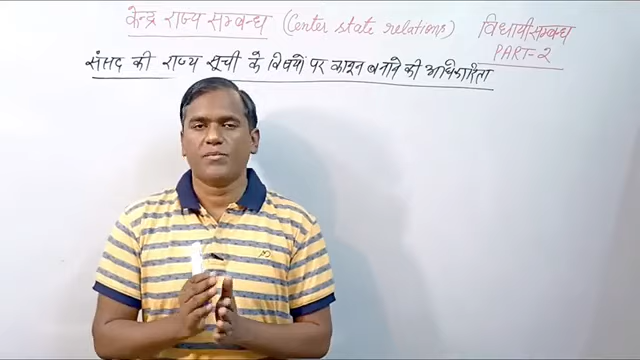 केन्द्र राज्य सम्बन्ध (Center state relations) विधायी सम्बन्ध
PART-2
संसद की राज्य सूची के विषयों पर कानून बनाने की अधिकारिता